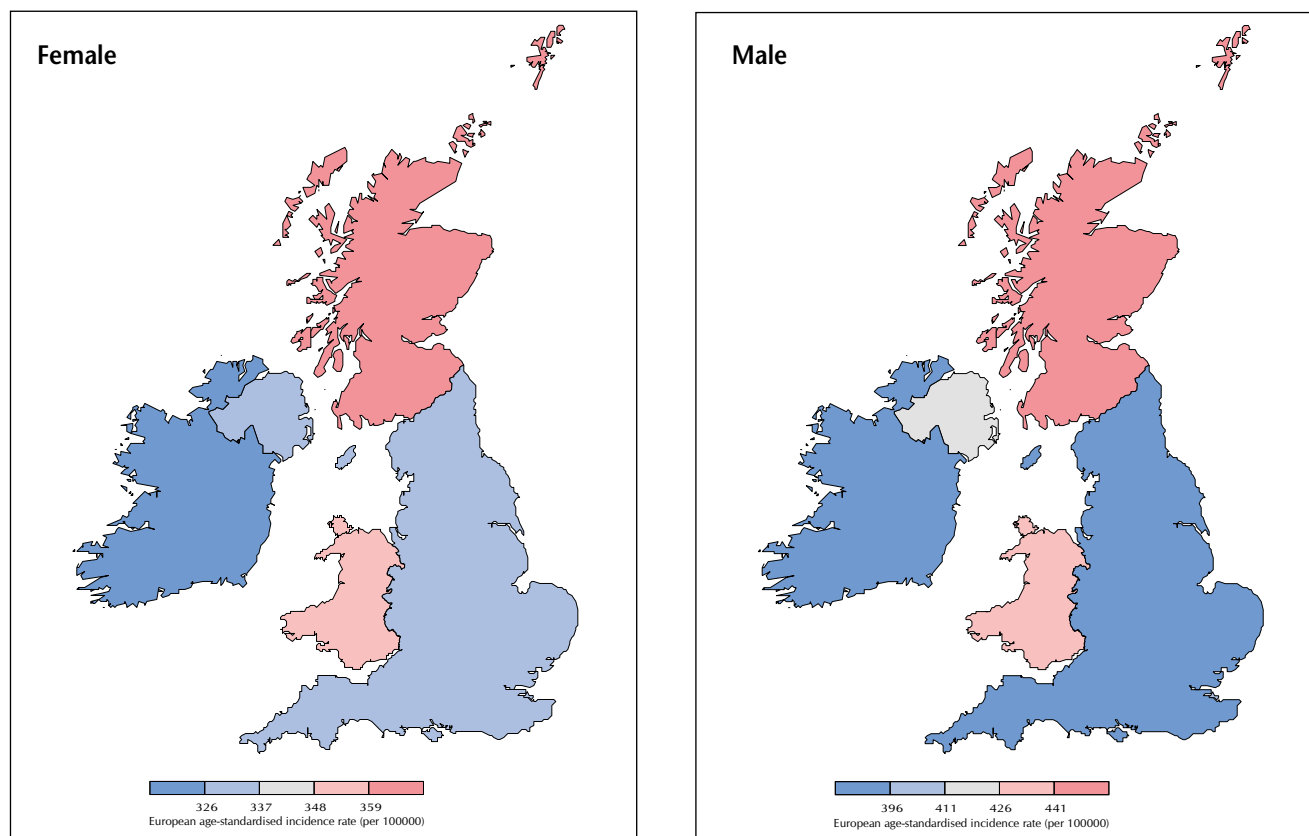 Female
326 337 348 359
European age-standardised incidence rate (per 100000)
Male
396 411 426 441
European age-standardised incidence rate (per 100000)